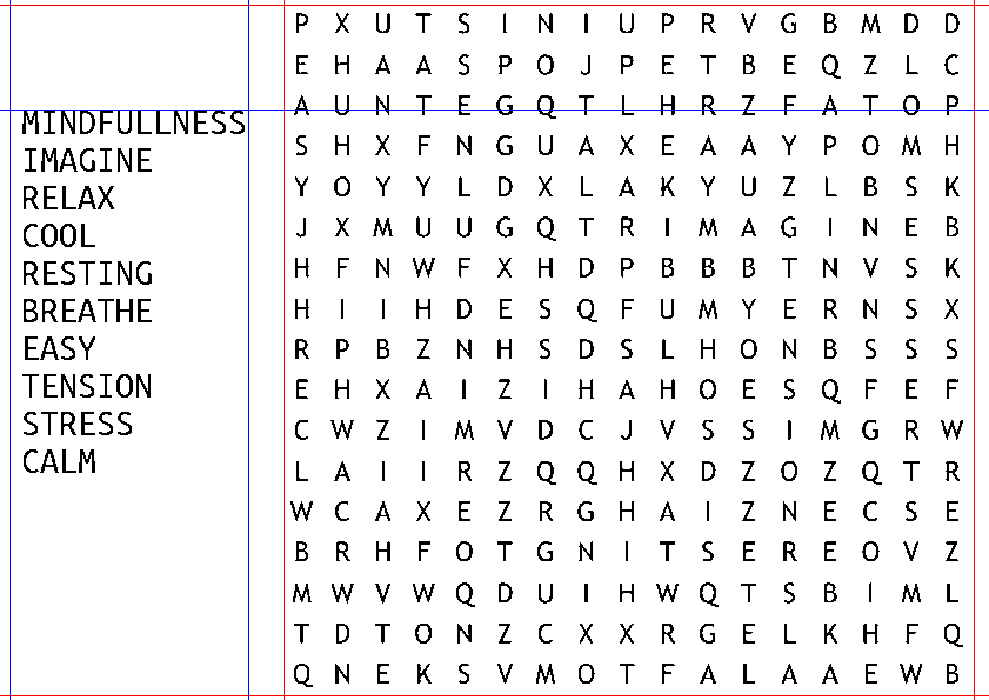 P X U T S I N I U P R V G B M D D
E H A A S P O J P E T B E Q Z L C
A U N T E G Q T L H R Z F A T O P
MINDFULLNESS
S H X F N G U A X E A A Y P O M H
IMAGINE
RELAX
Y O Y Y L D X L A K Y U Z L B S K
COOL
J X M U U G Q T R I M A G I N E B
RESTING
H F N W F X H D P B B B T N V S K
BREATHE
H I I H D E S Q F U M Y E R N S X
EASY
R P B Z N H S D S L H O N B S S S
TENSION
E H X A I Z I H A H O E S Q F E F
STRESS
C W Z I M V D C J V S S I M G R W
CALM
L A I I R Z Q Q H X D Z O Z Q T R
W C A X E Z R G H A I Z N E C S E
B R H F O T G N I T S E R E O V Z
M W V W Q D U I H W Q T S B I M L
T D T O N Z C X X R G E L K H F Q
Q N E K S V M O T F A L A A E W B